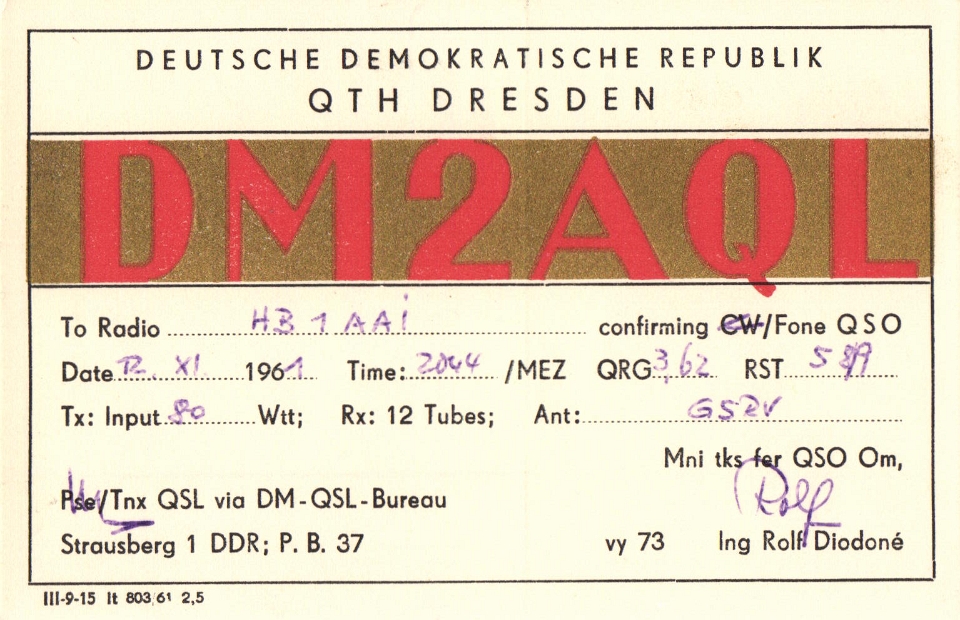 DEUTSCHE DEMOKRATISCHE REPUBLIK
QTH DRESDEN
DM2AQL
To Radio HB 1 AAi confirming CW/Fone QSO
Date 12. XI. 1961 Time: 2044 /MEZ QRG 3,62 RST 589
Tx: Input 80 Wtt; Rx: 12 Tubes; Ant: G5RV
Mni tks fer QSO Om,
Rolf
Pse/Tnx QSL via DM-QSL-Bureau
Strausberg 1 DDR; P. B. 37 vy 73 Ing Rolf Diodoné
III-9-15 It 803/61 2,5